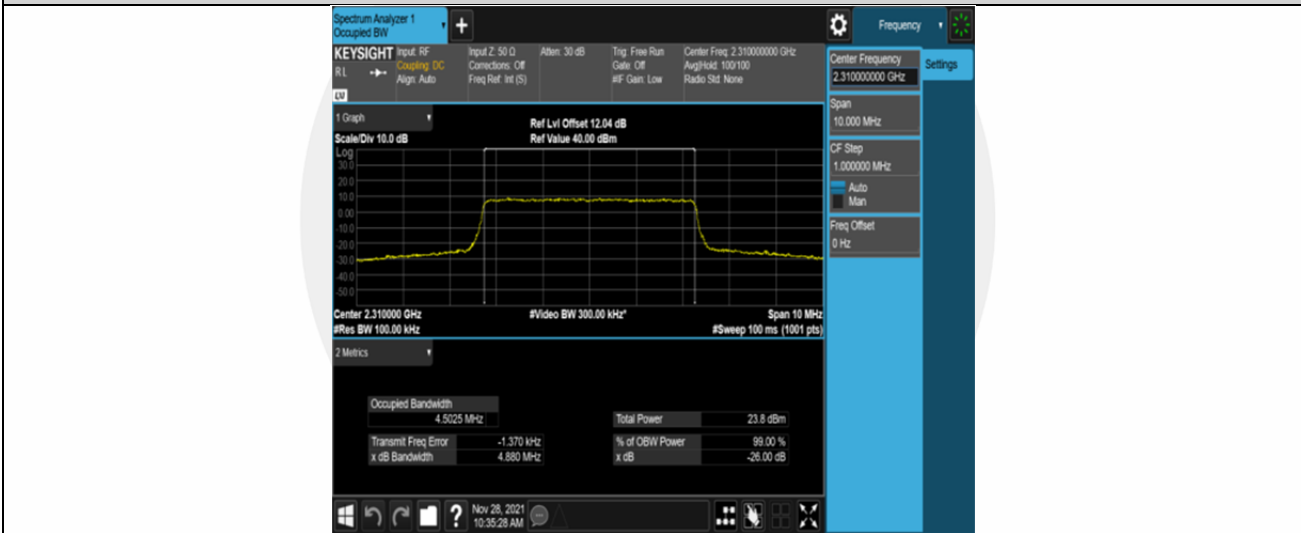 Spectrum Analyzer 1
Occupied BW
+
Frequency
KEYSIGHT
R L
Input: RF
Coupling: DC
Align: Auto
Input Z: 50 Ω
Corrections: Off
Freq Ref: Int (S)
Atten: 30 dB
Trig: Free Run
Gate: Off
#IF Gain: Low
Center Freq: 2.310000000 GHz
Avg|Hold: 100/100
Radio Std: None
Center Frequency
2.310000000 GHz
Settings
Span
10.000 MHz
CF Step
1.000000 MHz
Auto
Man
Freq Offset
0 Hz
1 Graph
Scale/Div 10.0 dB
Ref Lvl Offset 12.04 dB
Ref Value 40.00 dBm
Log
30.0
20.0
10.0
0.00
-10.0
-20.0
-30.0
-40.0
-50.0
Center 2.310000 GHz
#Res BW 100.00 kHz
#Video BW 300.00 kHz*
Span 10 MHz
#Sweep 100 ms (1001 pts)
2 Metrics
Occupied Bandwidth
4.5025 MHz
Total Power 23.8 dBm
Transmit Freq Error -1.370 kHz
% of OBW Power 99.00 %
x dB Bandwidth 4.880 MHz
x dB -26.00 dB
?
Nov 28, 2021
10:35:28 AM